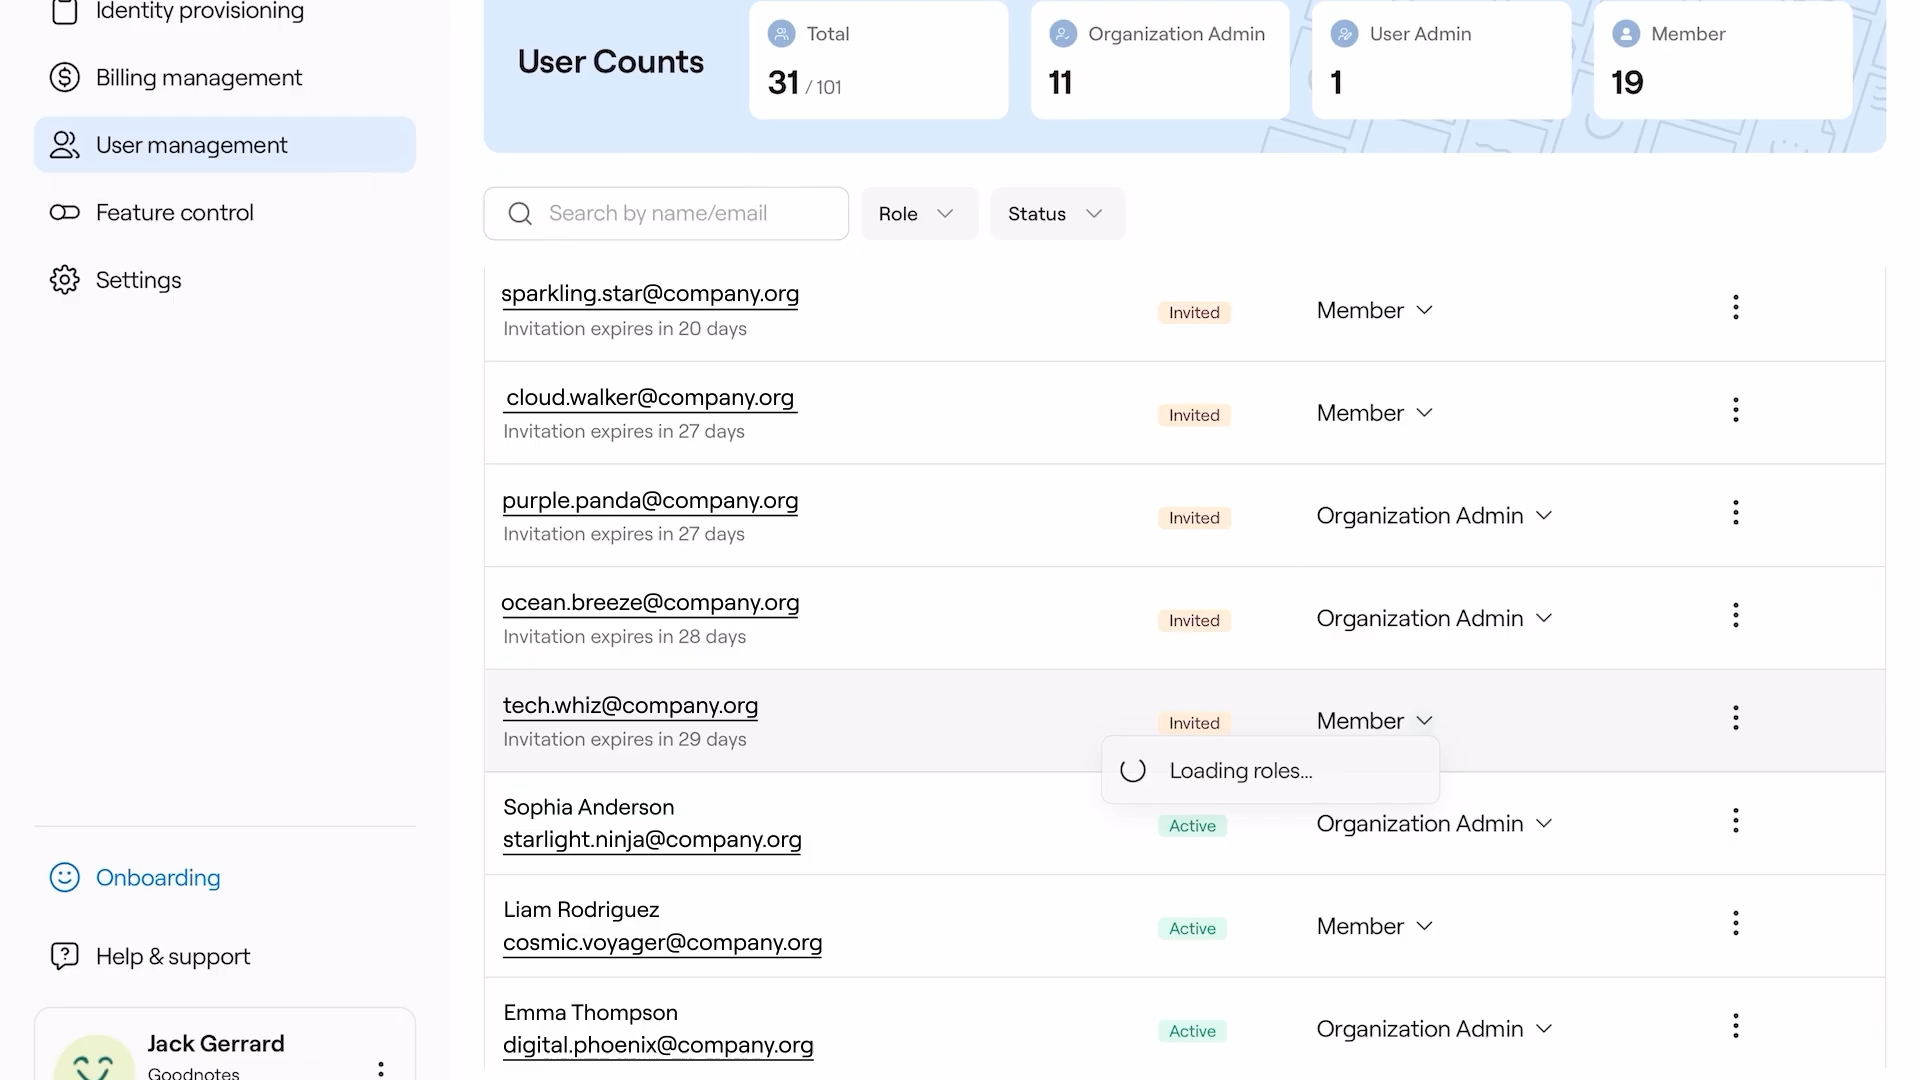 Identity provisioning
Billing management
User management
Feature control
Settings
Onboarding
Help & support
Jack Gerrard
Goodnotes
User Counts
Total
31 / 101
Organization Admin
11
User Admin
1
Member
19
Search by name/email
Role
Status
sparkling.star@company.org
Invitation expires in 20 days
Invited
Member
cloud.walker@company.org
Invitation expires in 27 days
Invited
Member
purple.panda@company.org
Invitation expires in 27 days
Invited
Organization Admin
ocean.breeze@company.org
Invitation expires in 28 days
Invited
Organization Admin
tech.whiz@company.org
Invitation expires in 29 days
Invited
Member
Loading roles...
Sophia Anderson
starlight.ninja@company.org
Active
Organization Admin
Liam Rodriguez
cosmic.voyager@company.org
Active
Member
Emma Thompson
digital.phoenix@company.org
Active
Organization Admin